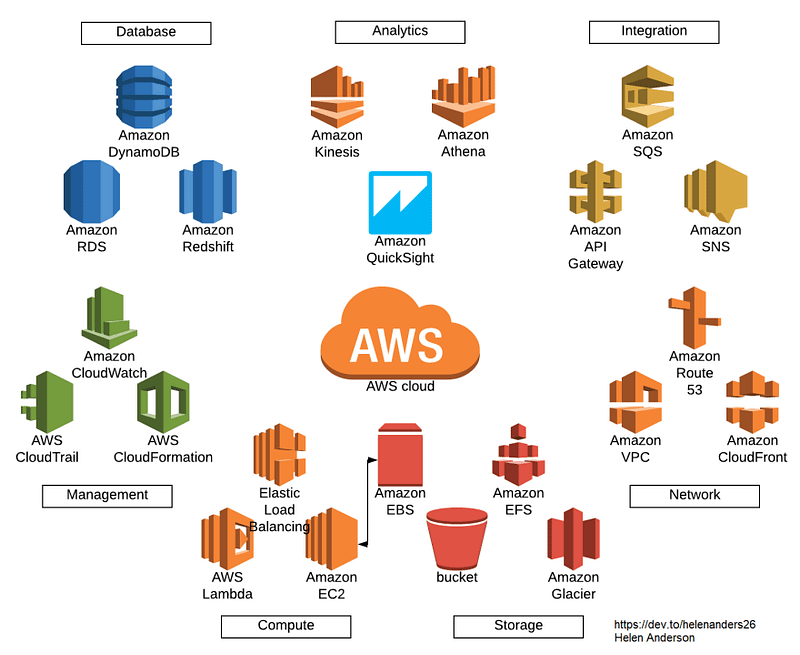 Database
Analytics
Integration
Amazon
DynamoDB
Amazon
Kinesis
Amazon
Athena
Amazon
SQS
Amazon
RDS
Amazon
Redshift
Amazon
QuickSight
Amazon
API
Gateway
Amazon
SNS
Amazon
CloudWatch
AWS
AWS cloud
Amazon
Route
53
AWS
CloudTrail
AWS
CloudFormation
Amazon
VPC
Amazon
CloudFront
Management
Network
Elastic
Load
Balancing
Amazon
EBS
Amazon
EFS
AWS
Lambda
Amazon
EC2
bucket
Amazon
Glacier
Compute
Storage
https://dev.to/helenanders26
Helen Anderson